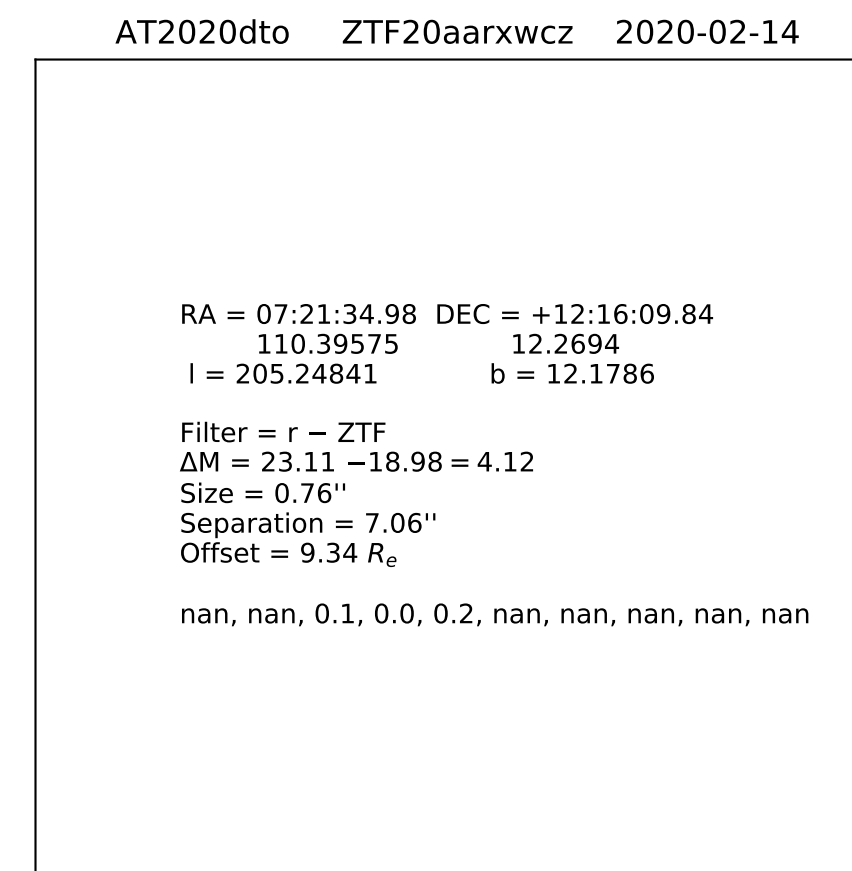 AT2020dto ZTF20aarxwcz 2020-02-14
RA = 07:21:34.98 DEC = +12:16:09.84
110.39575 12.2694
l = 205.24841 b = 12.1786
Filter = r − ZTF
ΔM = 23.11 −18.98 = 4.12
Size = 0.76''
Separation = 7.06''
Offset = 9.34 Re
nan, nan, 0.1, 0.0, 0.2, nan, nan, nan, nan, nan